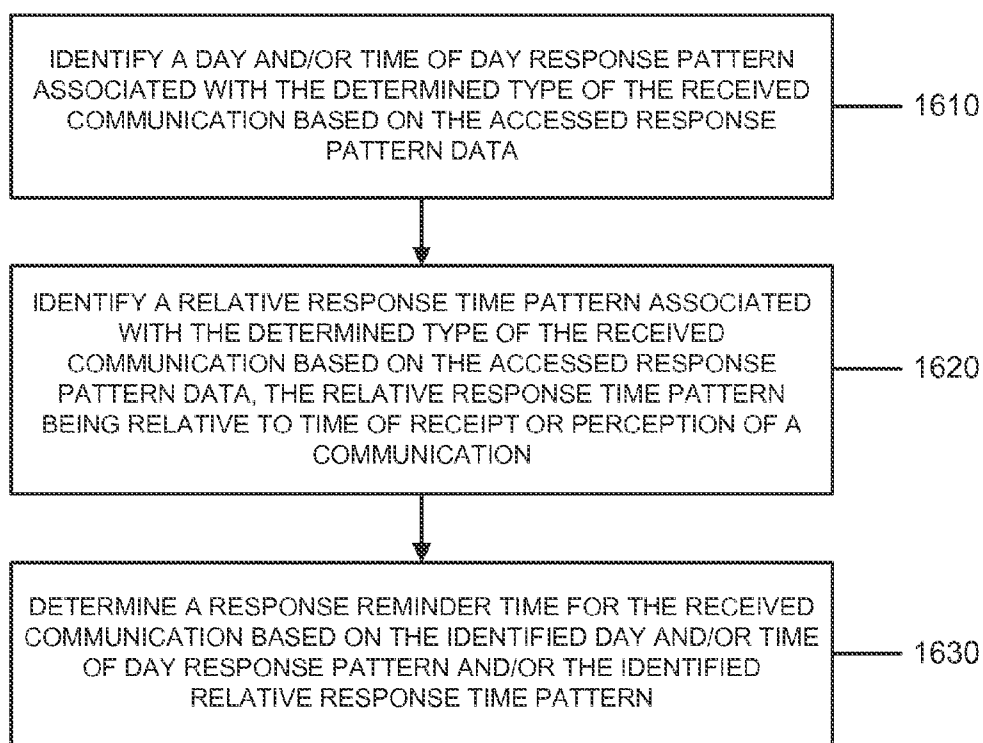 IDENTIFY A DAY AND/OR TIME OF DAY RESPONSE PATTERN
ASSOCIATED WITH THE DETERMINED TYPE OF THE RECEIVED
COMMUNICATION BASED ON THE ACCESSED RESPONSE
PATTERN DATA
1610
IDENTIFY A RELATIVE RESPONSE TIME PATTERN ASSOCIATED
WITH THE DETERMINED TYPE OF THE RECEIVED
COMMUNICATION BASED ON THE ACCESSED RESPONSE
PATTERN DATA, THE RELATIVE RESPONSE TIME PATTERN
BEING RELATIVE TO TIME OF RECEIPT OR PERCEPTION OF A
COMMUNICATION
1620
DETERMINE A RESPONSE REMINDER TIME FOR THE RECEIVED
COMMUNICATION BASED ON THE IDENTIFIED DAY AND/OR TIME
OF DAY RESPONSE PATTERN AND/OR THE IDENTIFIED
RELATIVE RESPONSE TIME PATTERN
1630